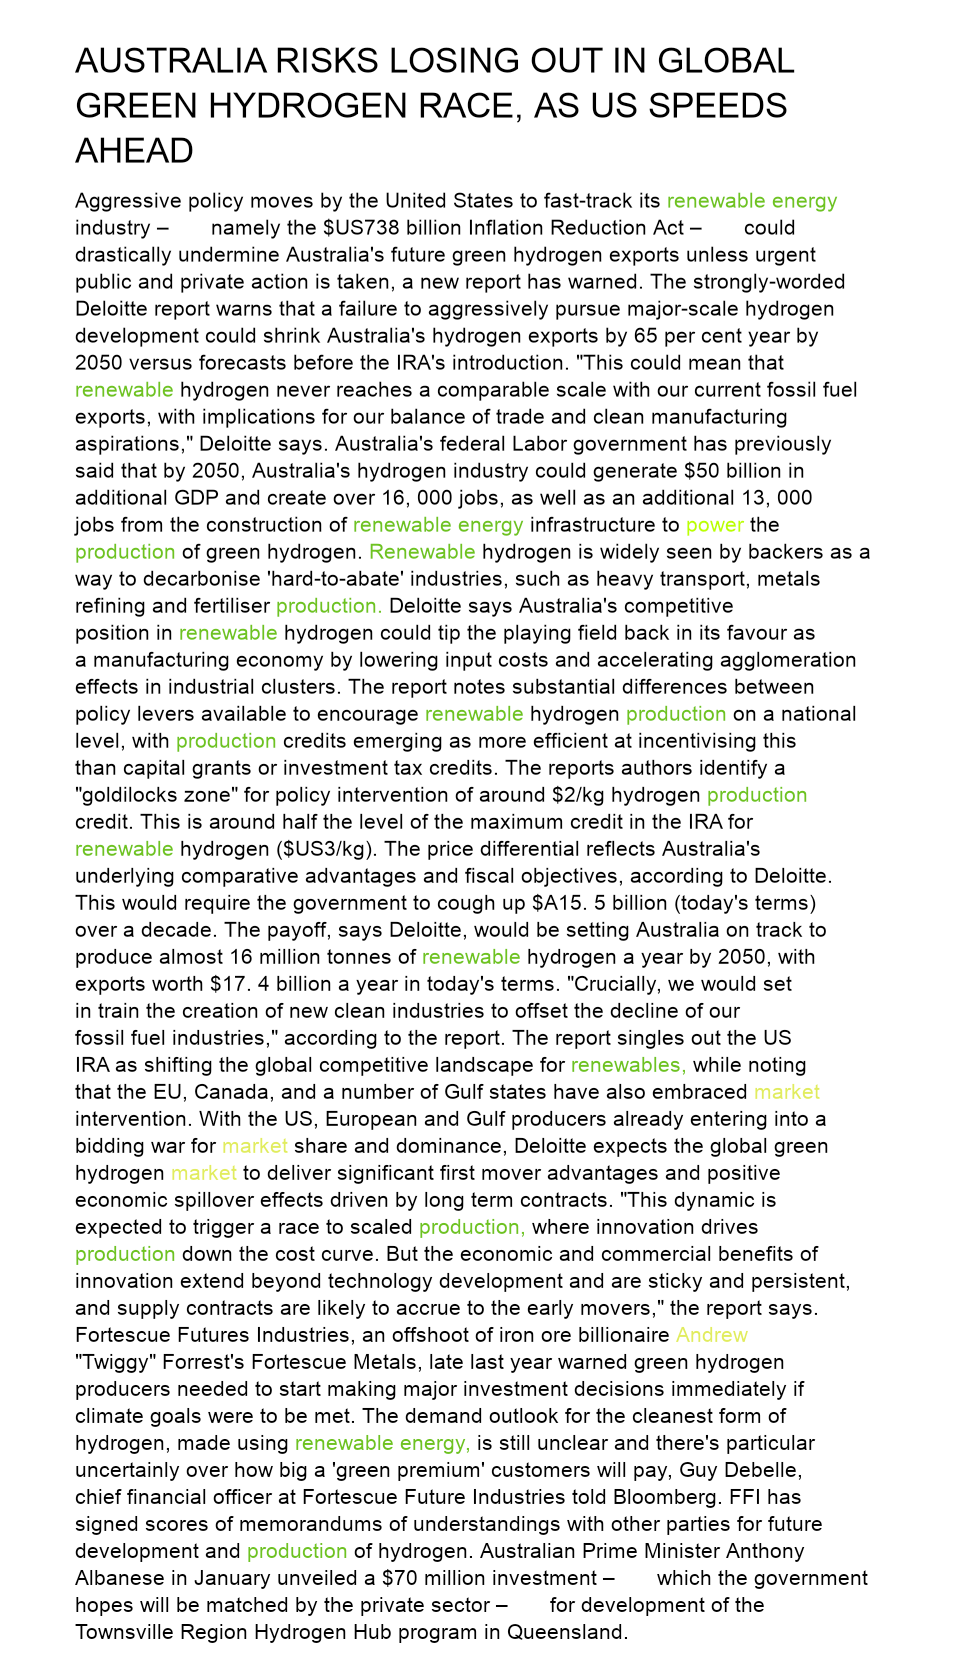 AUSTRALIA RISKS LOSING OUT IN GLOBAL
GREEN HYDROGEN RACE, AS US SPEEDS
AHEAD
Aggressive policy moves by the United States to fast-track its renewable energy
industry – namely the $US738 billion Inflation Reduction Act – could
drastically undermine Australia's future green hydrogen exports unless urgent
public and private action is taken, a new report has warned. The strongly-worded
Deloitte report warns that a failure to aggressively pursue major-scale hydrogen
development could shrink Australia's hydrogen exports by 65 per cent year by
2050 versus forecasts before the IRA's introduction. "This could mean that
renewable hydrogen never reaches a comparable scale with our current fossil fuel
exports, with implications for our balance of trade and clean manufacturing
aspirations," Deloitte says. Australia's federal Labor government has previously
said that by 2050, Australia's hydrogen industry could generate $50 billion in
additional GDP and create over 16, 000 jobs, as well as an additional 13, 000
jobs from the construction of renewable energy infrastructure to power the
production of green hydrogen. Renewable hydrogen is widely seen by backers as a
way to decarbonise 'hard-to-abate' industries, such as heavy transport, metals
refining and fertiliser production. Deloitte says Australia's competitive
position in renewable hydrogen could tip the playing field back in its favour as
a manufacturing economy by lowering input costs and accelerating agglomeration
effects in industrial clusters. The report notes substantial differences between
policy levers available to encourage renewable hydrogen production on a national
level, with production credits emerging as more efficient at incentivising this
than capital grants or investment tax credits. The reports authors identify a
"goldilocks zone" for policy intervention of around $2/kg hydrogen production
credit. This is around half the level of the maximum credit in the IRA for
renewable hydrogen ($US3/kg). The price differential reflects Australia's
underlying comparative advantages and fiscal objectives, according to Deloitte.
This would require the government to cough up $A15. 5 billion (today's terms)
over a decade. The payoff, says Deloitte, would be setting Australia on track to
produce almost 16 million tonnes of renewable hydrogen a year by 2050, with
exports worth $17. 4 billion a year in today's terms. "Crucially, we would set
in train the creation of new clean industries to offset the decline of our
fossil fuel industries," according to the report. The report singles out the US
IRA as shifting the global competitive landscape for renewables, while noting
that the EU, Canada, and a number of Gulf states have also embraced market
intervention. With the US, European and Gulf producers already entering into a
bidding war for market share and dominance, Deloitte expects the global green
hydrogen market to deliver significant first mover advantages and positive
economic spillover effects driven by long term contracts. "This dynamic is
expected to trigger a race to scaled production, where innovation drives
production down the cost curve. But the economic and commercial benefits of
innovation extend beyond technology development and are sticky and persistent,
and supply contracts are likely to accrue to the early movers," the report says.
Fortescue Futures Industries, an offshoot of iron ore billionaire Andrew
"Twiggy" Forrest's Fortescue Metals, late last year warned green hydrogen
producers needed to start making major investment decisions immediately if
climate goals were to be met. The demand outlook for the cleanest form of
hydrogen, made using renewable energy, is still unclear and there's particular
uncertainly over how big a 'green premium' customers will pay, Guy Debelle,
chief financial officer at Fortescue Future Industries told Bloomberg. FFI has
signed scores of memorandums of understandings with other parties for future
development and production of hydrogen. Australian Prime Minister Anthony
Albanese in January unveiled a $70 million investment – which the government
hopes will be matched by the private sector – for development of the
Townsville Region Hydrogen Hub program in Queensland.